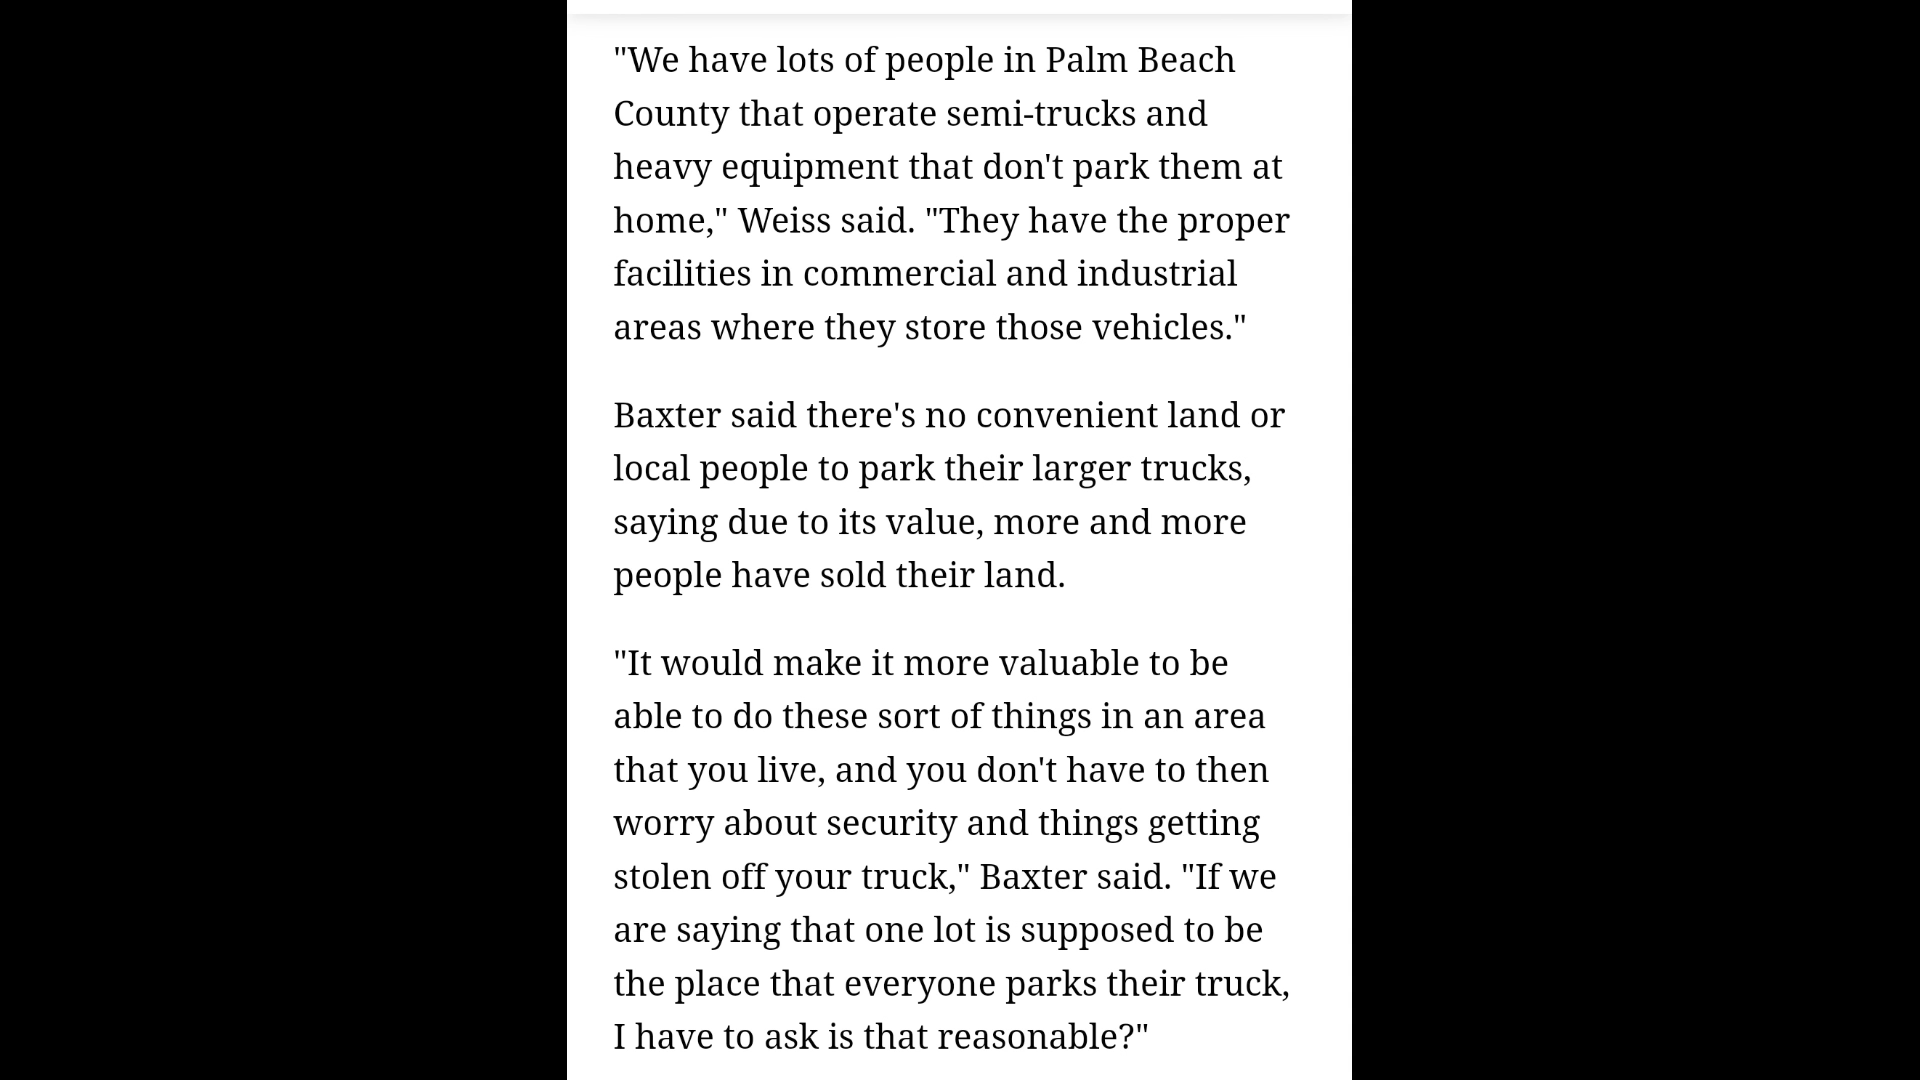 "We have lots of people in Palm Beach
County that operate semi-trucks and
heavy equipment that don't park them at
home," Weiss said. "They have the proper
facilities in commercial and industrial
areas where they store those vehicles."
Baxter said there's no convenient land or
local people to park their larger trucks,
saying due to its value, more and more
people have sold their land.
"It would make it more valuable to be
able to do these sort of things in an area
that you live, and you don't have to then
worry about security and things getting
stolen off your truck," Baxter said. "If we
are saying that one lot is supposed to be
the place that everyone parks their truck,
I have to ask is that reasonable?"